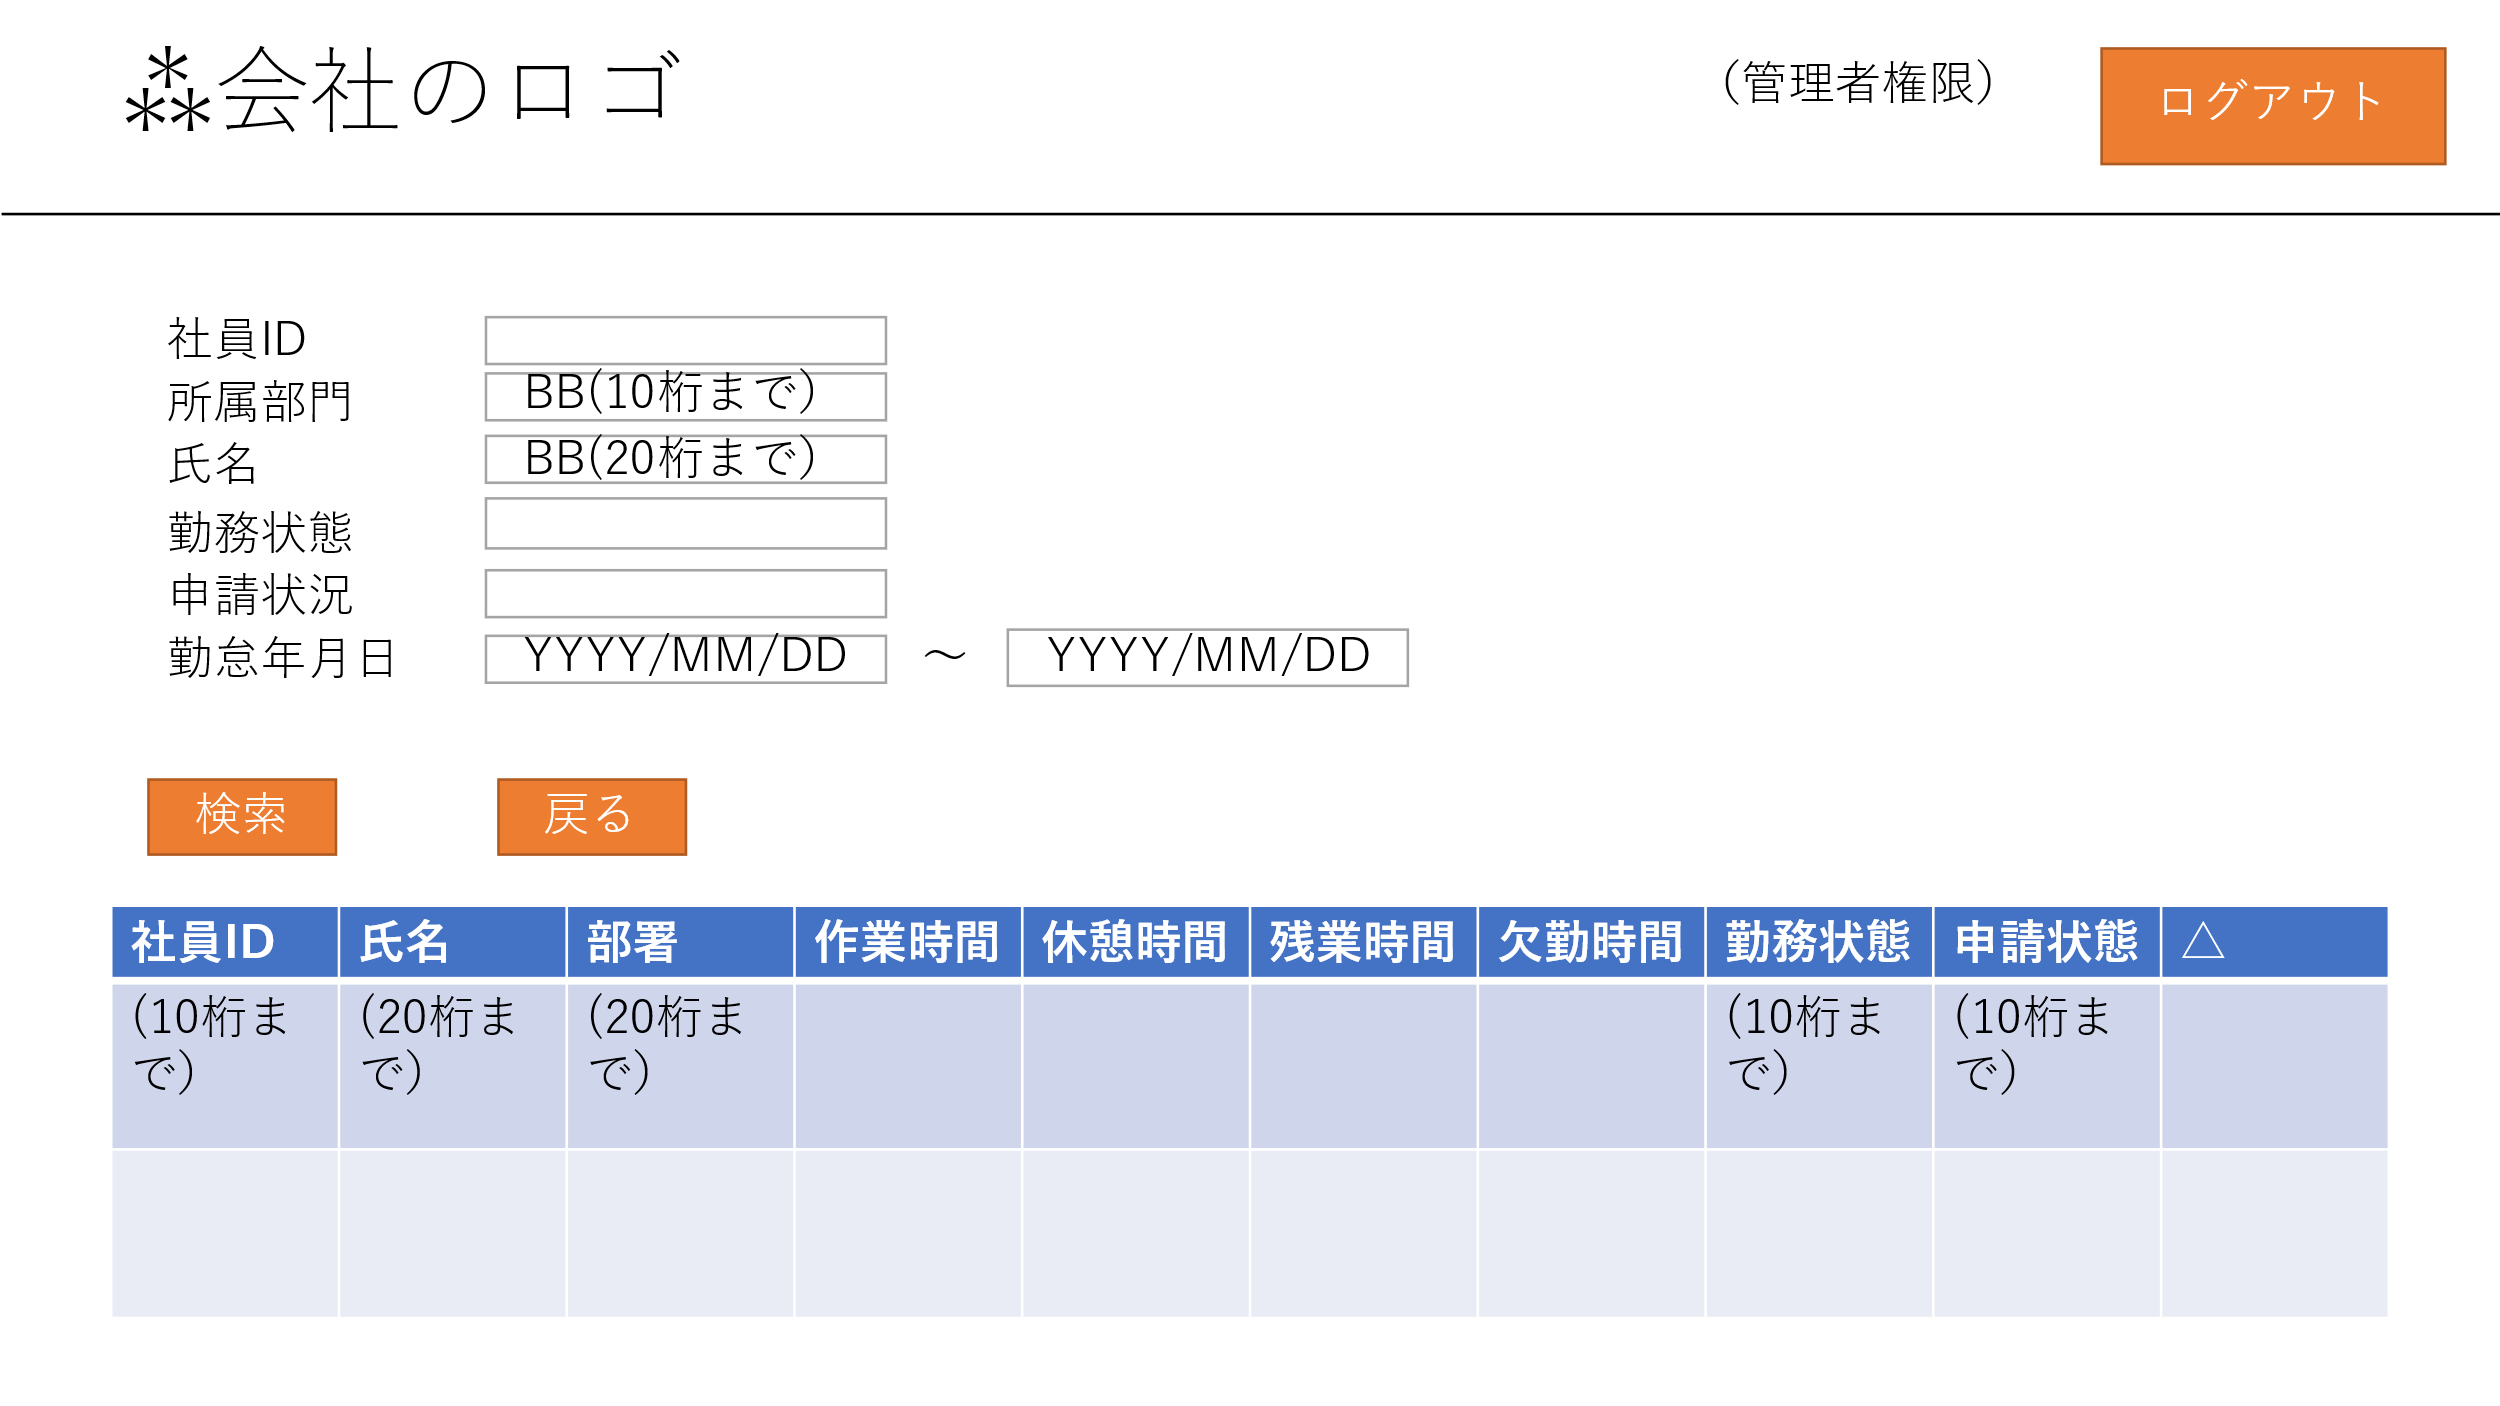 ⁂会社のロゴ
（管理者権限）
ログアウト
社員ID
所属部門 BB(10桁まで）
氏名 BB(20桁まで）
勤務状態
申請状況
勤怠年月日 YYYY/MM/DD ～ YYYY/MM/DD
検索 戻る
社員ID 氏名 部署 作業時間 休憩時間 残業時間 欠勤時間 勤務状態 申請状態 △
(10桁ま (20桁ま (20桁ま (10桁ま (10桁ま
で） で） で） で） で）